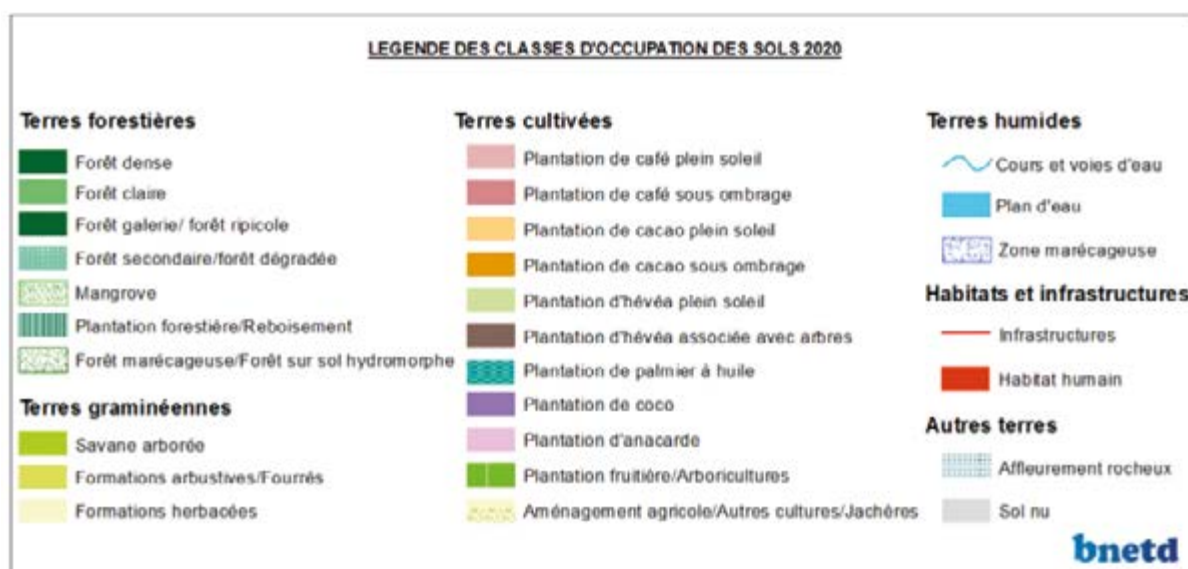 LEGENDE DES CLASSES D'OCCUPATION DES SOLS 2020
Terres forestières
Forêt dense
Forêt claire
Forêt galerie/ forêt ripicole
Forêt secondaire/forêt dégradée
Mangrove
Plantation forestière/Reboisement
Forêt marécageuse/Forêt sur sol hydromorphe
Terres graminéennes
Savane arborée
Formations arbustives/Fourrés
Formations herbacées
Terres cultivées
Plantation de café plein soleil
Plantation de café sous ombrage
Plantation de cacao plein soleil
Plantation de cacao sous ombrage
Plantation d'hévéa plein soleil
Plantation d'hévéa associée avec arbres
Plantation de palmier à huile
Plantation de coco
Plantation d'anacarde
Plantation fruitière/Arboricultures
Aménagement agricole/Autres cultures/Jachères
Terres humides
Cours et voies d'eau
Plan d'eau
Zone marécageuse
Habitats et infrastructures
Infrastructures
Habitat humain
Autres terres
Affleurement rocheux
Sol nu
bnetd